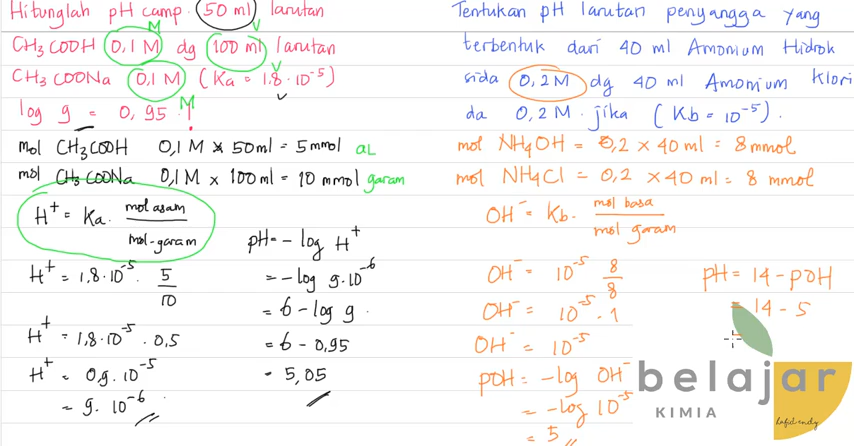 Hitunglah pH camp. 50 ml larutan
CH3COOH 0,1 M dg 100 ml larutan
CH3COONa 0,1 M (Ka = 1,8 · 10⁻⁵)
log 9 = 0,95 !
mol CH3COOH 0,1 M × 50 ml = 5 mmol aL
mol CH3COONa 0,1 M × 100 ml = 10 mmol garam
H⁺ = Ka. mol asam / mol garam
H⁺ = 1,8 · 10⁻⁵ 5/10
H⁺ = 1,8 · 10⁻⁵ · 0,5
H⁺ = 0,9 · 10⁻⁵
= 9 · 10⁻⁶
pH = - log H⁺
= - log 9 · 10⁻⁶
= 6 - log 9
= 6 - 0,95
= 5,05
Tentukan pH larutan penyangga yang
terbentuk dari 40 ml Amonium Hidrok
sida 0,2 M dg 40 ml Amonium Klori
da 0,2 M . jika (Kb = 10⁻⁵).
mol NH4OH = 0,2 × 40 ml = 8 mmol
mol NH4Cl = 0,2 × 40 ml = 8 mmol
OH⁻ = Kb. mol basa / mol garam
OH⁻ = 10⁻⁵ 8/8
OH⁻ = 10⁻⁵ · 1
OH⁻ = 10⁻⁵
pOH = - log OH⁻
= - log 10⁻⁵
= 5
pH = 14 - pOH
= 14 - 5
belajar
KIMIA